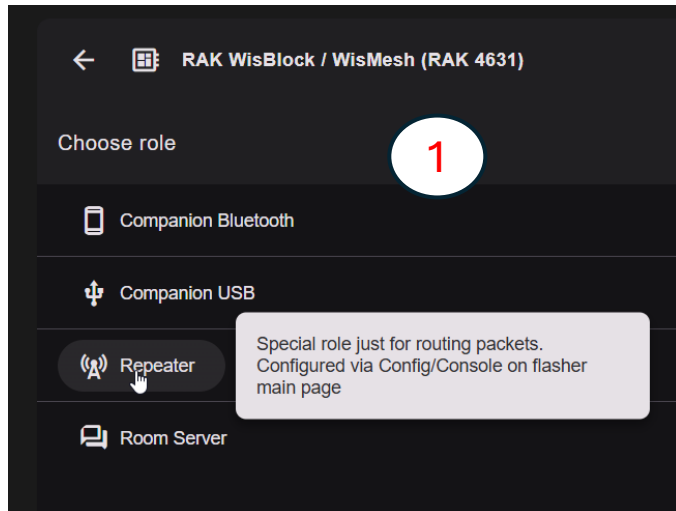 RAK WisBlock / WisMesh (RAK 4631)
Choose role
1
Companion Bluetooth
Companion USB
Special role just for routing packets.
Configured via Config/Console on flasher
main page
Repeater
Room Server